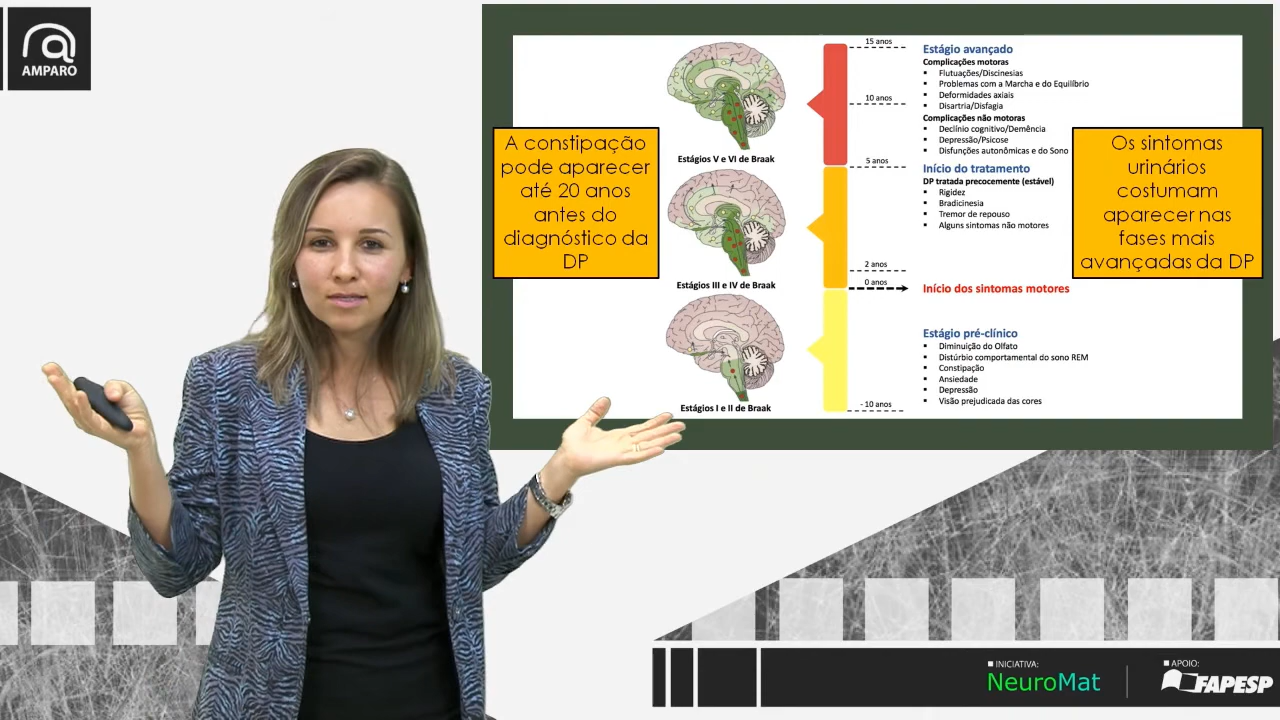 AMPARO
A constipação
pode aparecer
até 20 anos
antes do
diagnóstico da
DP
Estágios V e VI de Braak
Estágios III e IV de Braak
Estágios I e II de Braak
15 anos
10 anos
5 anos
2 anos
0 anos
- 10 anos
Estágio avançado
Complicações motoras
▪ Flutuações/Discinesias
▪ Problemas com a Marcha e do Equilíbrio
▪ Deformidades axiais
▪ Disartria/Disfagia
Complicações não motoras
▪ Declínio cognitivo/Demência
▪ Depressão/Psicose
▪ Disfunções autonômicas e do Sono
Início do tratamento
DP tratada precocemente (estável)
▪ Rigidez
▪ Bradicinesia
▪ Tremor de repouso
▪ Alguns sintomas não motores
Início dos sintomas motores
Estágio pré-clínico
▪ Diminuição do Olfato
▪ Distúrbio comportamental do sono REM
▪ Constipação
▪ Ansiedade
▪ Depressão
▪ Visão prejudicada das cores
Os sintomas
urinários
costumam
aparecer nas
fases mais
avançadas da DP
INICIATIVA:
NeuroMat
APOIO:
FAPESP